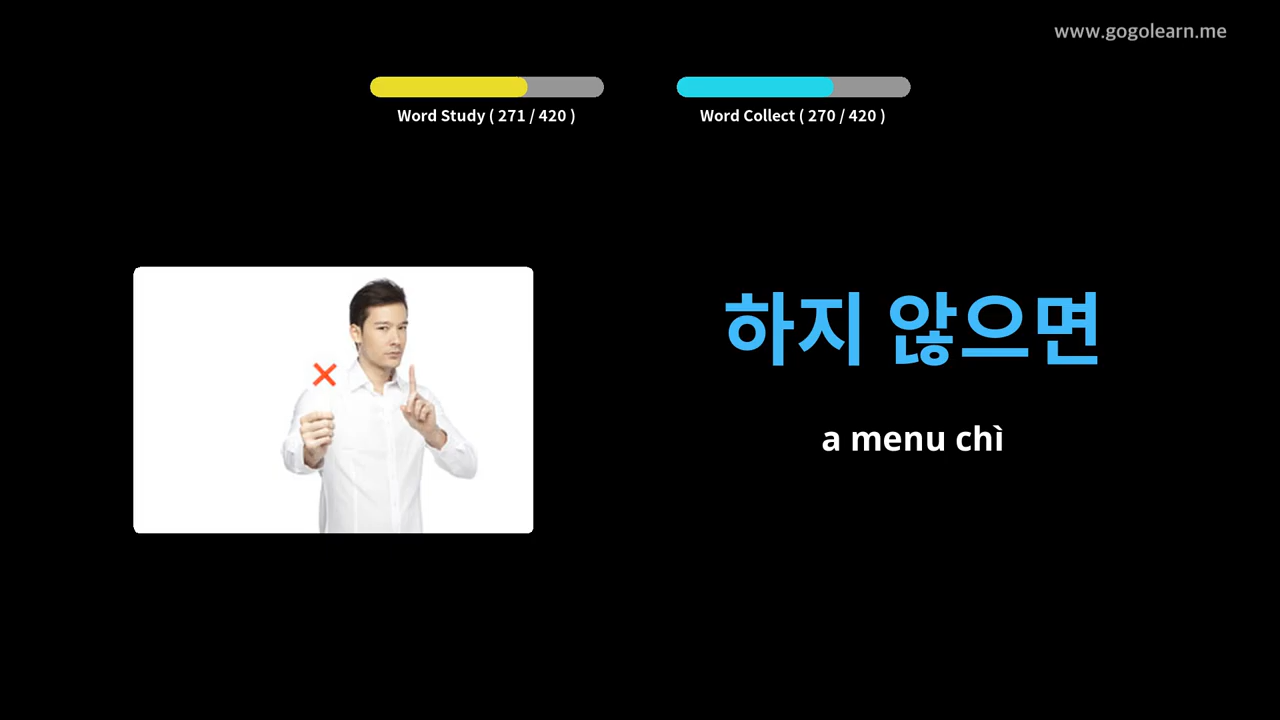 www.gogolearn.me
Word Study ( 271 / 420 )
Word Collect ( 270 / 420 )
하지 않으면
a menu chì